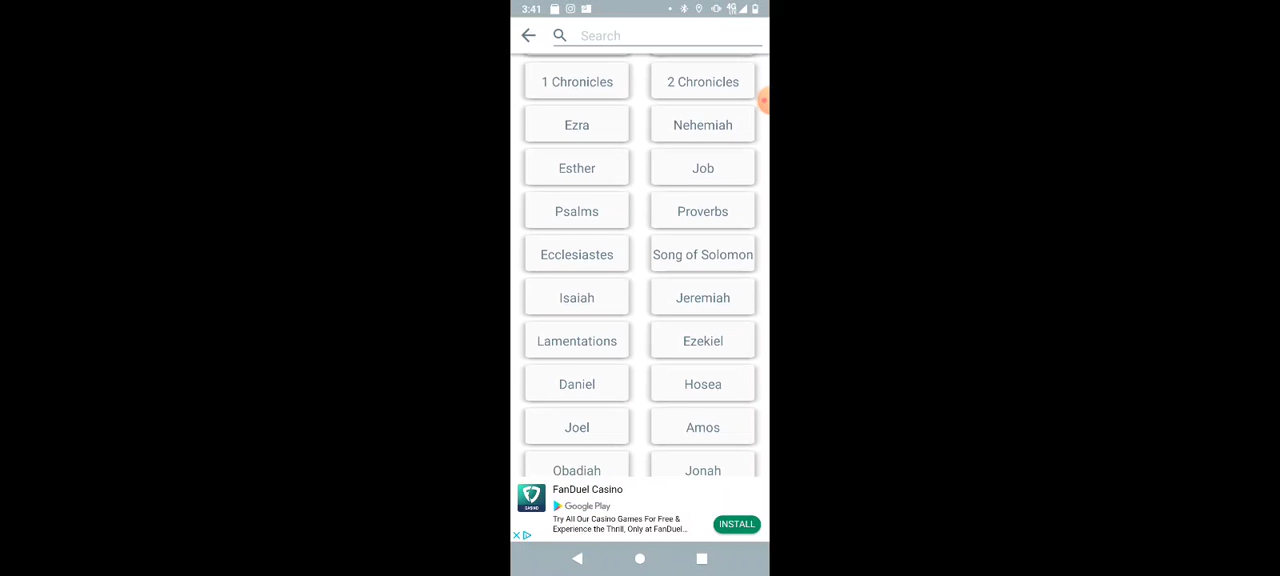 3:41
4G
Search
1 Chronicles
2 Chronicles
Ezra
Nehemiah
Esther
Job
Psalms
Proverbs
Ecclesiastes
Song of Solomon
Isaiah
Jeremiah
Lamentations
Ezekiel
Daniel
Hosea
Joel
Amos
Obadiah
Jonah
FanDuel Casino
Google Play
Try All Our Casino Games For Free &
Experience the Thrill, Only at FanDuel...
INSTALL
CASINO